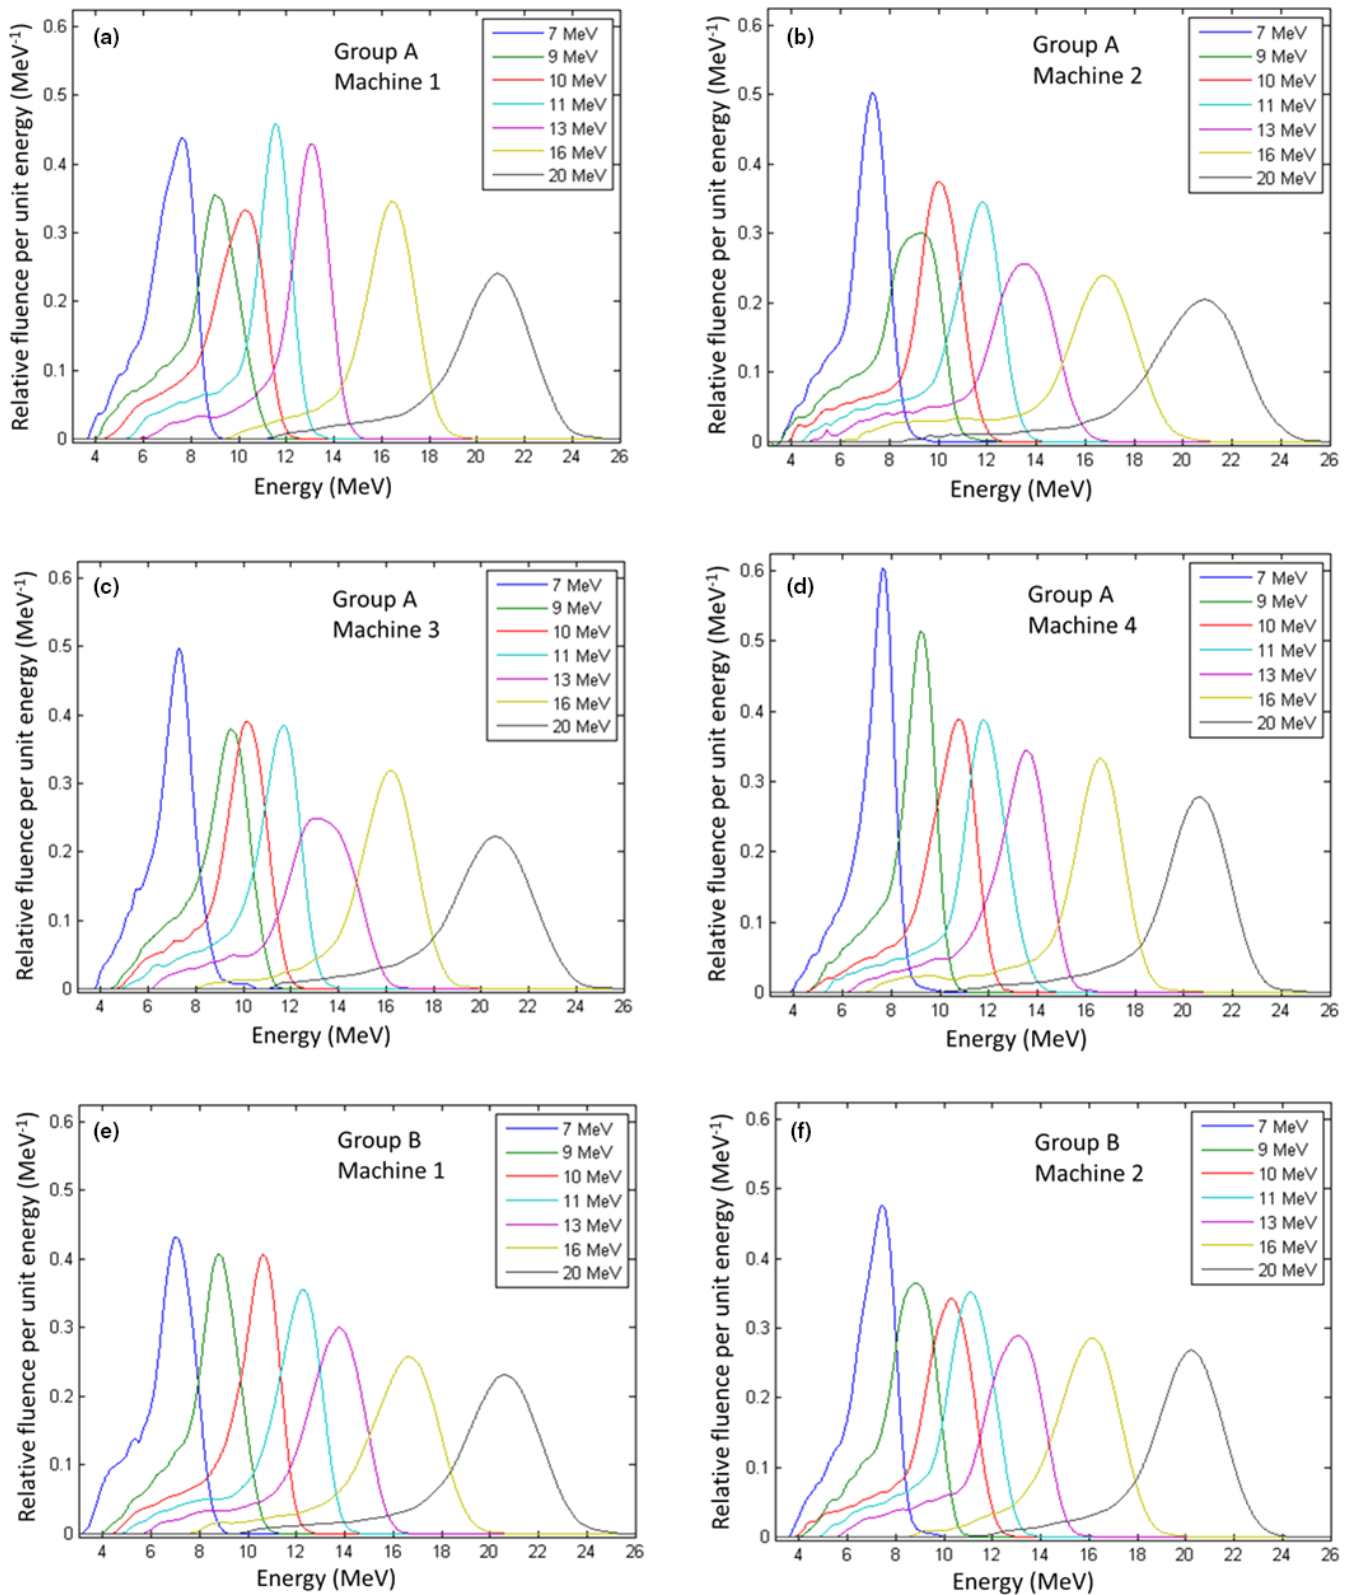 (a)
Group A
Machine 1
7 MeV
9 MeV
10 MeV
11 MeV
13 MeV
16 MeV
20 MeV
Relative fluence per unit energy (MeV⁻¹)
0.6
0.5
0.4
0.3
0.2
0.1
0
4 6 8 10 12 14 16 18 20 22 24 26
Energy (MeV)
(b)
Group A
Machine 2
7 MeV
9 MeV
10 MeV
11 MeV
13 MeV
16 MeV
20 MeV
Relative fluence per unit energy (MeV⁻¹)
0.6
0.5
0.4
0.3
0.2
0.1
0
4 6 8 10 12 14 16 18 20 22 24 26
Energy (MeV)
(c)
Group A
Machine 3
7 MeV
9 MeV
10 MeV
11 MeV
13 MeV
16 MeV
20 MeV
Relative fluence per unit energy (MeV⁻¹)
0.6
0.5
0.4
0.3
0.2
0.1
0
4 6 8 10 12 14 16 18 20 22 24 26
Energy (MeV)
(d)
Group A
Machine 4
7 MeV
9 MeV
10 MeV
11 MeV
13 MeV
16 MeV
20 MeV
Relative fluence per unit energy (MeV⁻¹)
0.6
0.5
0.4
0.3
0.2
0.1
0
4 6 8 10 12 14 16 18 20 22 24 26
Energy (MeV)
(e)
Group B
Machine 1
7 MeV
9 MeV
10 MeV
11 MeV
13 MeV
16 MeV
20 MeV
Relative fluence per unit energy (MeV⁻¹)
0.6
0.5
0.4
0.3
0.2
0.1
0
4 6 8 10 12 14 16 18 20 22 24 26
Energy (MeV)
(f)
Group B
Machine 2
7 MeV
9 MeV
10 MeV
11 MeV
13 MeV
16 MeV
20 MeV
Relative fluence per unit energy (MeV⁻¹)
0.6
0.5
0.4
0.3
0.2
0.1
0
4 6 8 10 12 14 16 18 20 22 24 26
Energy (MeV)